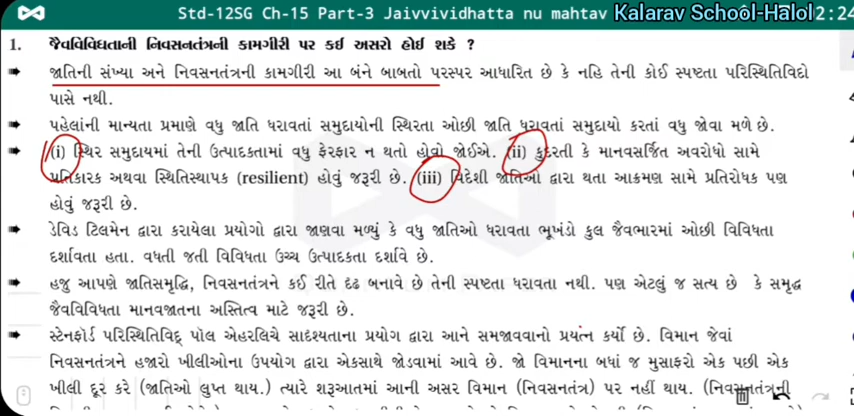 Std-12SG Ch-15 Part-3 Jaivvividhatta nu mahtav Kalarav School-Halol 2:24
1. જૈવવિવિધતાની નિવસનતંત્રની કામગીરી પર કઈ અસરો હોઈ શકે ?
➠ જાતિની સંખ્યા અને નિવસનતંત્રની કામગીરી આ બંને બાબતો પરસ્પર આધારિત છે કે નહિ તેની કોઈ સ્પષ્ટતા પરિસ્થિતિવિદો
પાસે નથી.
➠ પહેલાંની માન્યતા પ્રમાણે વધુ જાતિ ધરાવતાં સમુદાયોની સ્થિરતા ઓછી જાતિ ધરાવતાં સમુદાયો કરતાં વધુ જોવા મળે છે.
➠ (i) સ્થિર સમુદાયમાં તેની ઉત્પાદકતામાં વધુ ફેરફાર ન થતો હોવો જોઈએ. (ii) કુદરતી કે માનવસર્જિત અવરોધો સામે
પ્રતિકારક અથવા સ્થિતિસ્થાપક (resilient) હોવું જરૂરી છે. (iii) વિદેશી જાતિઓ દ્વારા થતા આક્રમણ સામે પ્રતિરોધક પણ
હોવું જરૂરી છે.
➠ ડેવિડ ટિલમેન દ્વારા કરાયેલા પ્રયોગો દ્વારા જાણવા મળ્યું કે વધુ જાતિઓ ધરાવતા ભૂખંડો કુલ જૈવભારમાં ઓછી વિવિધતા
દર્શાવતા હતા. વધતી જતી વિવિધતા ઉચ્ચ ઉત્પાદકતા દર્શાવે છે.
➠ હજુ આપણે જાતિસમૃદ્ધિ, નિવસનતંત્રને કઈ રીતે દૃઢ બનાવે છે તેની સ્પષ્ટતા ધરાવતા નથી. પણ એટલું જ સત્ય છે કે સમૃદ્ધ
જૈવવિવિધતા માનવજાતના અસ્તિત્વ માટે જરૂરી છે.
➠ સ્ટેનફૉર્ડ પરિસ્થિતિવિદ્ પૉલ એહરલિચે સાદશ્યતાના પ્રયોગ દ્વારા આને સમજાવવાનો પ્રયત્ન કર્યો છે. વિમાન જેવાં
નિવસનતંત્રને હજારો ખીલીઓના ઉપયોગ દ્વારા એકસાથે જોડવામાં આવે છે. જો વિમાનના બધાં જ મુસાફરો એક પછી એક
ખીલી દૂર કરે (જાતિઓ લુપ્ત થાય.) ત્યારે શરૂઆતમાં આની અસર વિમાન (નિવસનતંત્ર) પર નહીં થાય. (નિવસનતંત્રની